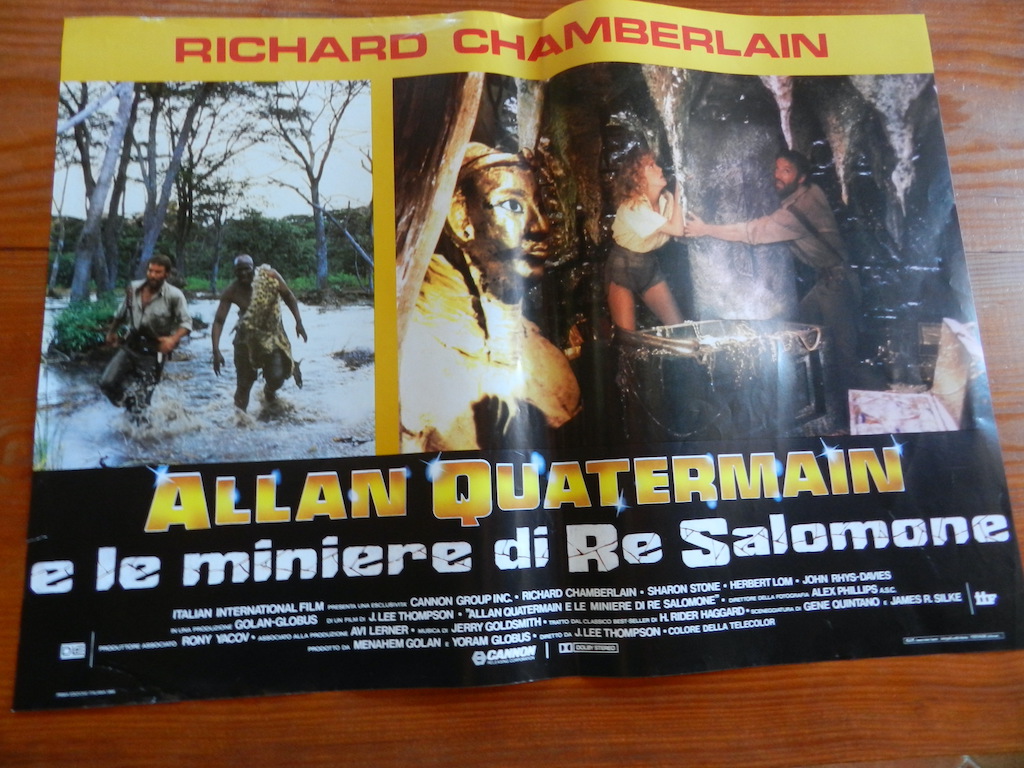 RICHARD CHAMBERLAIN
ALLAN QUATERMAIN
e le miniere di Re Salomone
ITALIAN INTERNATIONAL FILM PRESENTA UNA ESCLUSIVITÀ CANNON GROUP INC. • RICHARD CHAMBERLAIN • SHARON STONE • HERBERT LOM • JOHN RHYS-DAVIES
IN UNA PRODUZIONE GOLAN-GLOBUS IN UN FILM DI J. LEE THOMPSON • "ALLAN QUATERMAIN E LE MINIERE DI RE SALOMONE" • DIRETTORE DELLA FOTOGRAFIA ALEX PHILLIPS A.S.C.
PRODUTTORE ASSOCIATO RONY YACOV • ASSOCIATO ALLA PRODUZIONE AVI LERNER • MUSICA DI JERRY GOLDSMITH • TRATTO DAL CLASSICO BEST-SELLER DI H. RIDER HAGGARD • SCENEGGIATURA DI GENE QUINTANO E JAMES R. SILKE
PRODOTTO DA MENAHEM GOLAN E YORAM GLOBUS • DIRETTO DA J. LEE THOMPSON • COLORE DELLA TELECOLOR
CANNON
RELEASING CORPORATION
DOLBY STEREO